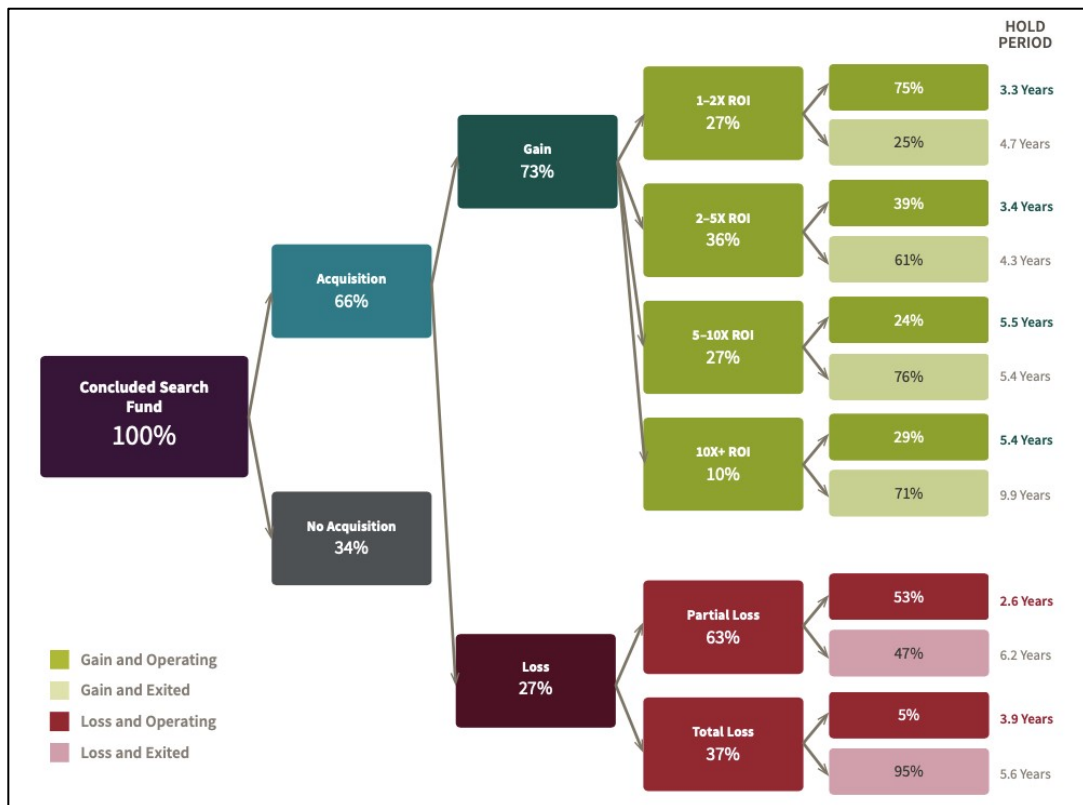 HOLD
PERIOD
1–2X ROI
27%
75%
3.3 Years
25%
4.7 Years
Gain
73%
2–5X ROI
36%
39%
3.4 Years
61%
4.3 Years
Acquisition
66%
5–10X ROI
27%
24%
5.5 Years
76%
5.4 Years
Concluded Search
Fund
100%
10X+ ROI
10%
29%
5.4 Years
71%
9.9 Years
No Acquisition
34%
Partial Loss
63%
53%
2.6 Years
47%
6.2 Years
Loss
27%
Total Loss
37%
5%
3.9 Years
95%
5.6 Years
Gain and Operating
Gain and Exited
Loss and Operating
Loss and Exited